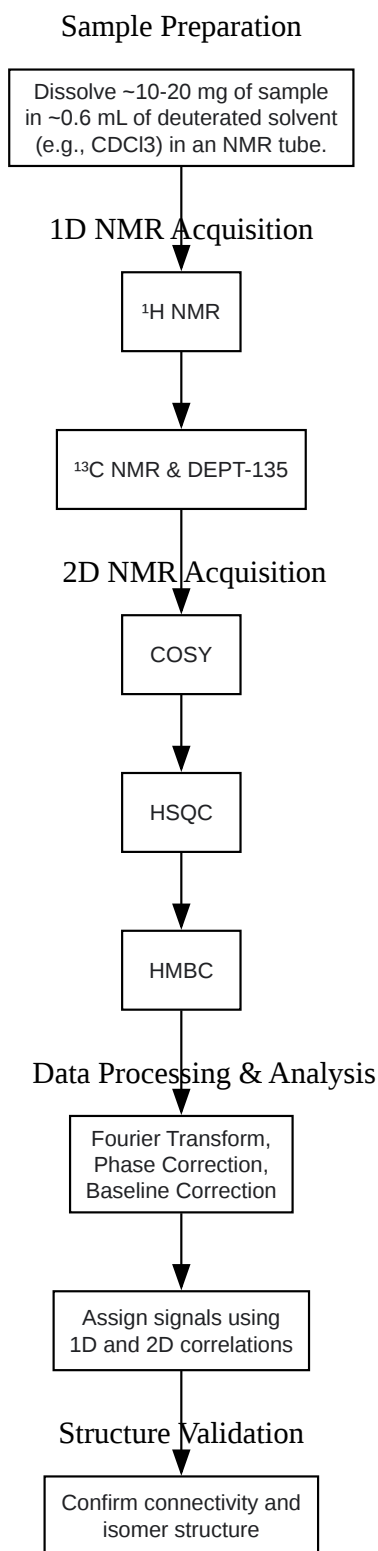 Sample Preparation
Dissolve ~10-20 mg of sample
in ~0.6 mL of deuterated solvent
(e.g., CDCl3) in an NMR tube.
1D NMR Acquisition
¹H NMR
¹³C NMR & DEPT-135
2D NMR Acquisition
COSY
HSQC
HMBC
Data Processing & Analysis
Fourier Transform,
Phase Correction,
Baseline Correction
Assign signals using
1D and 2D correlations
Structure Validation
Confirm connectivity and
isomer structure